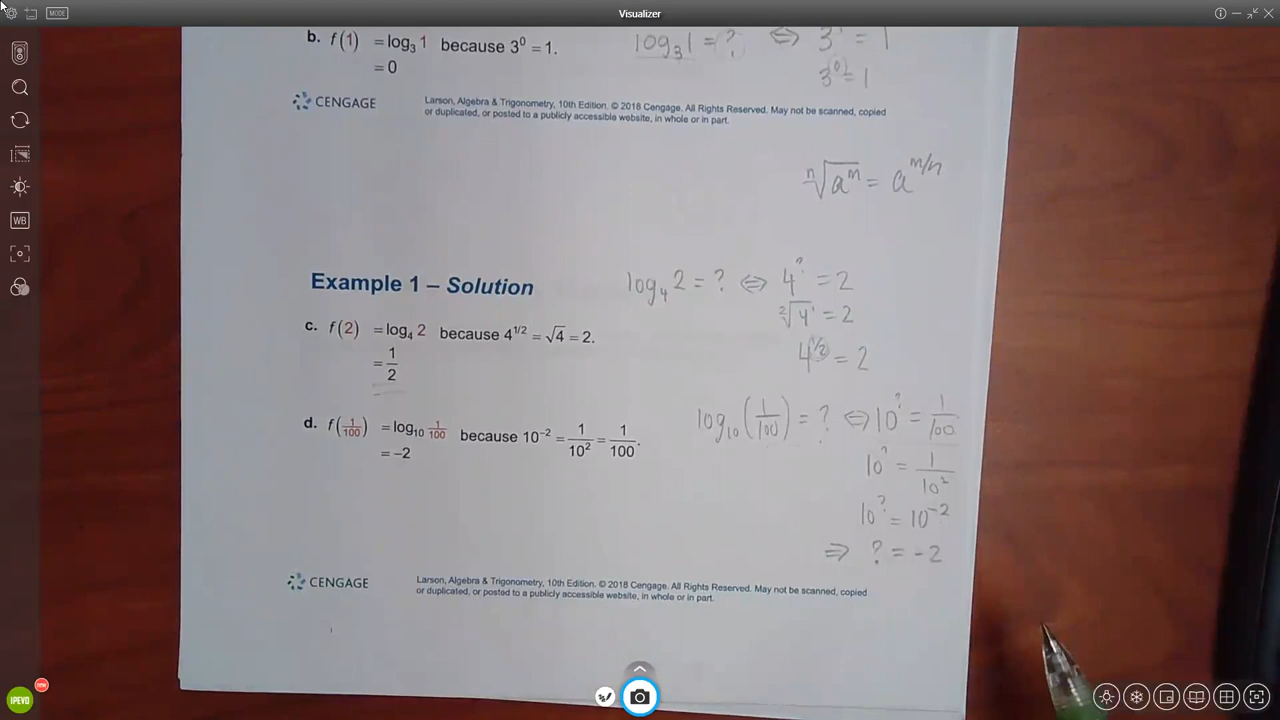 MODE
Visualizer
b. f(1) = log₃ 1 because 3⁰ = 1.
= 0
log₃ 1 = ? ⇔ 3^? = 1
3⁰ = 1
CENGAGE
Larson, Algebra & Trigonometry, 10th Edition. © 2018 Cengage. All Rights Reserved. May not be scanned, copied
or duplicated, or posted to a publicly accessible website, in whole or in part.
ⁿ√(a^m) = a^(m/n)
Example 1 – Solution
log₄ 2 = ? ⇔ 4^? = 2
²√(4¹) = 2
4^(1/2) = 2
c. f(2) = log₄ 2 because 4^(1/2) = √4 = 2.
= 1/2
d. f(1/100) = log₁₀ 1/100 because 10⁻² = 1/10² = 1/100.
= –2
log₁₀(1/100) = ? ⇔ 10^? = 1/100
10^? = 1/10²
10^? = 10⁻²
⇒ ? = -2
CENGAGE
Larson, Algebra & Trigonometry, 10th Edition. © 2018 Cengage. All Rights Reserved. May not be scanned, copied
or duplicated, or posted to a publicly accessible website, in whole or in part.
WB
IPEVO
new